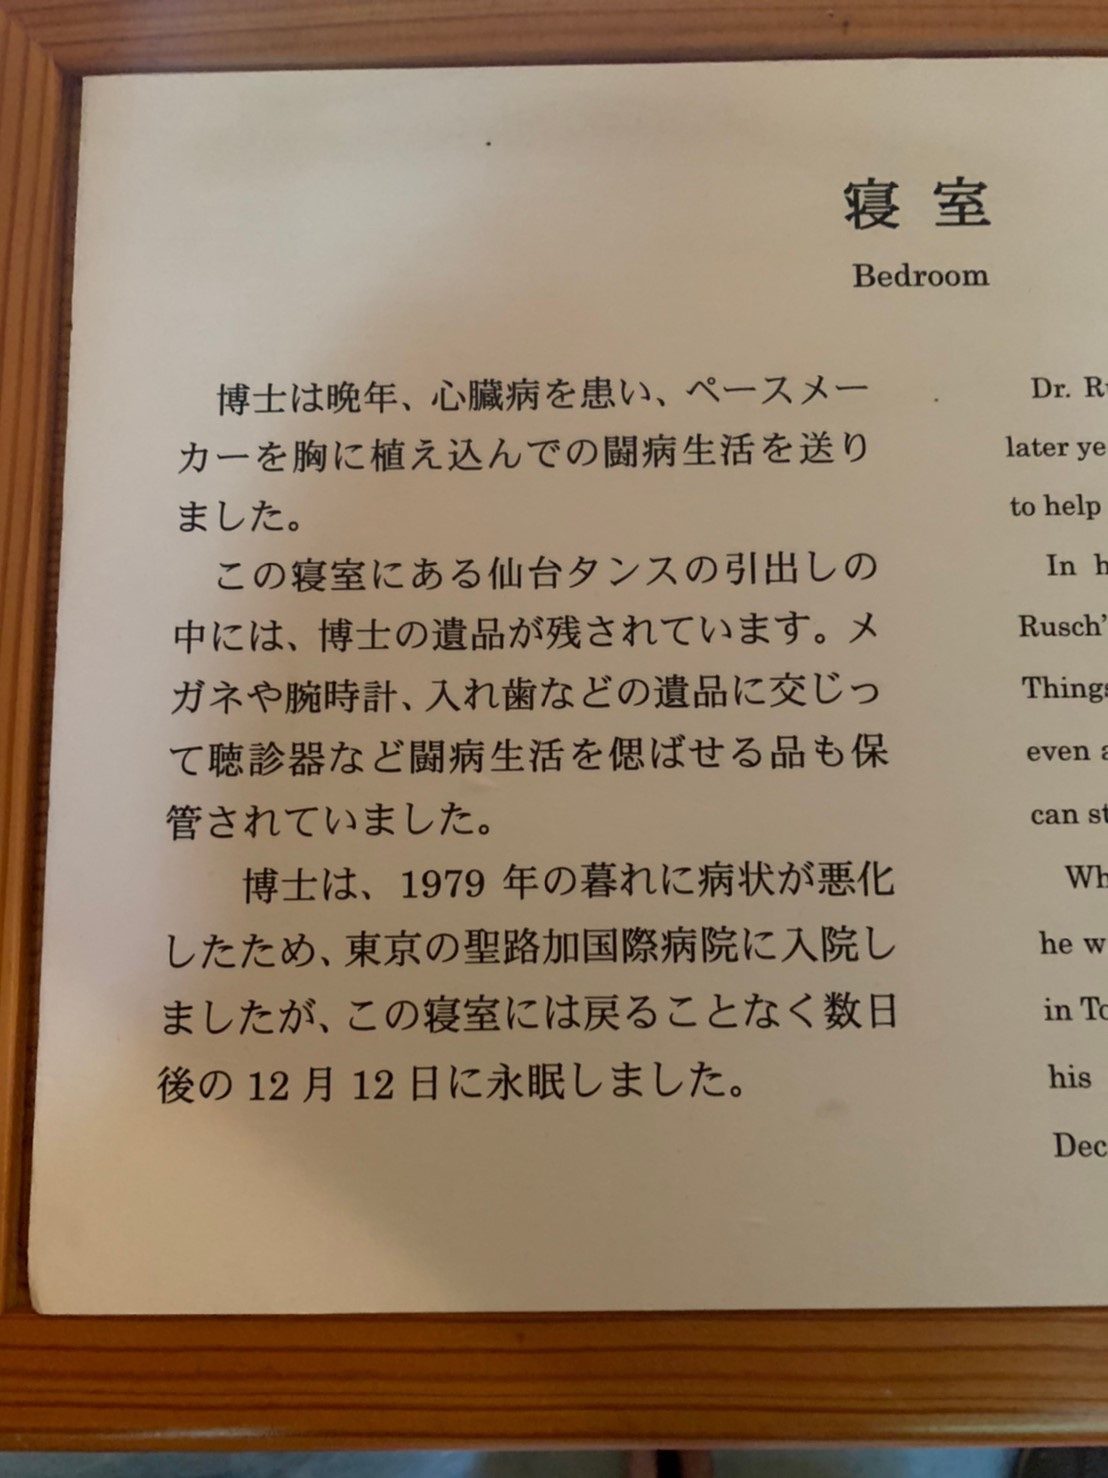 寝室
Bedroom
博士は晩年、心臓病を患い、ペースメー
カーを胸に植え込んでの闘病生活を送り
ました。
この寝室にある仙台タンスの引出しの
中には、博士の遺品が残されています。メ
ガネや腕時計、入れ歯などの遺品に交じっ
て聴診器など闘病生活を偲ばせる品も保
管されていました。
博士は、1979 年の暮れに病状が悪化
したため、東京の聖路加国際病院に入院し
ましたが、この寝室には戻ることなく数日
後の 12 月 12 日に永眠しました。
Dr.
later
to help
In
Rusch'
Things
even
can
he
in
his